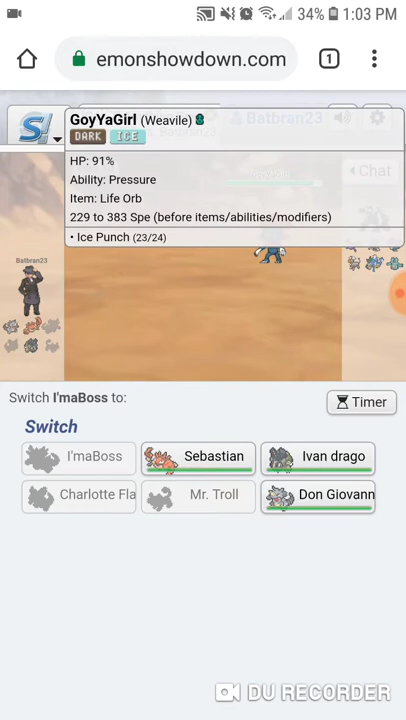 34% 1:03 PM
emonshowdown.com
1
GoyYaGirl (Weavile)
DARK ICE
HP: 91%
Ability: Pressure
Item: Life Orb
229 to 383 Spe (before items/abilities/modifiers)
• Ice Punch (23/24)
Batbran23
Batbran23
Chat
Batbran23
Switch I'maBoss to:
Timer
Switch
I'maBoss
Sebastian
Ivan drago
Charlotte Fla
Mr. Troll
Don Giovann
DU RECORDER